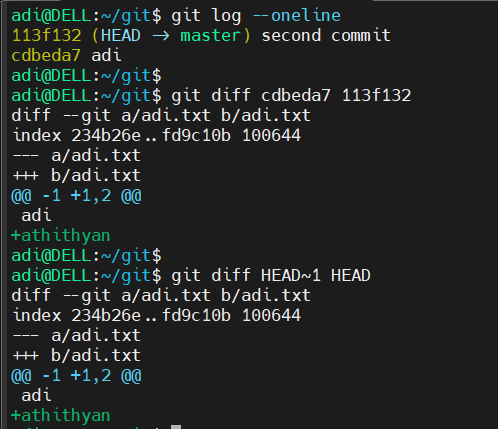 adi@DELL:~/git$ git log --oneline
113f132 (HEAD -> master) second commit
cdbeda7 adi
adi@DELL:~/git$
adi@DELL:~/git$ git diff cdbeda7 113f132
diff --git a/adi.txt b/adi.txt
index 234b26e..fd9c10b 100644
--- a/adi.txt
+++ b/adi.txt
@@ -1 +1,2 @@
 adi
+athithyan
adi@DELL:~/git$
adi@DELL:~/git$ git diff HEAD~1 HEAD
diff --git a/adi.txt b/adi.txt
index 234b26e..fd9c10b 100644
--- a/adi.txt
+++ b/adi.txt
@@ -1 +1,2 @@
 adi
+athithyan
adi@DELL:~/git$